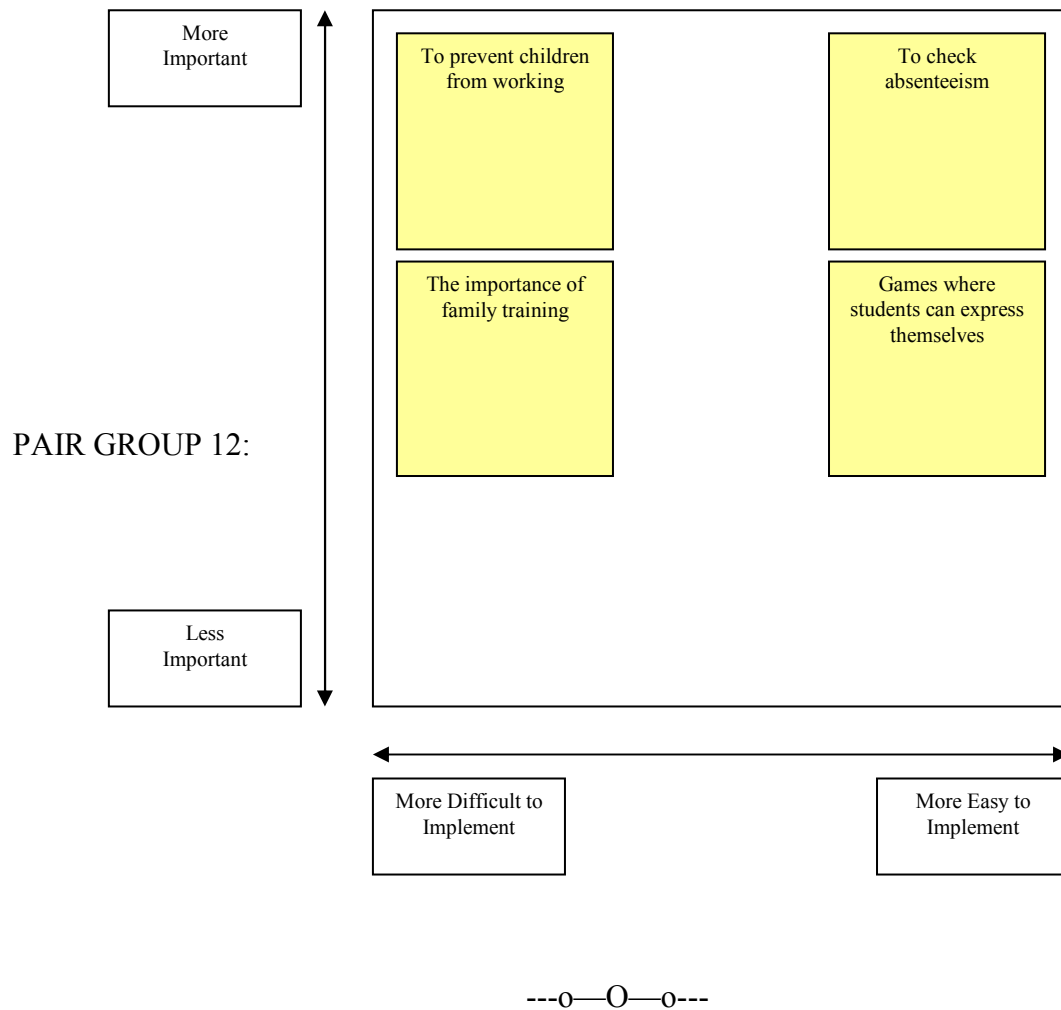 More
Important
To prevent children
from working
To check
absenteeism
The importance of
family training
Games where
students can express
themselves
PAIR GROUP 12:
Less
Important
More Difficult to
Implement
More Easy to
Implement
---o—O—o---